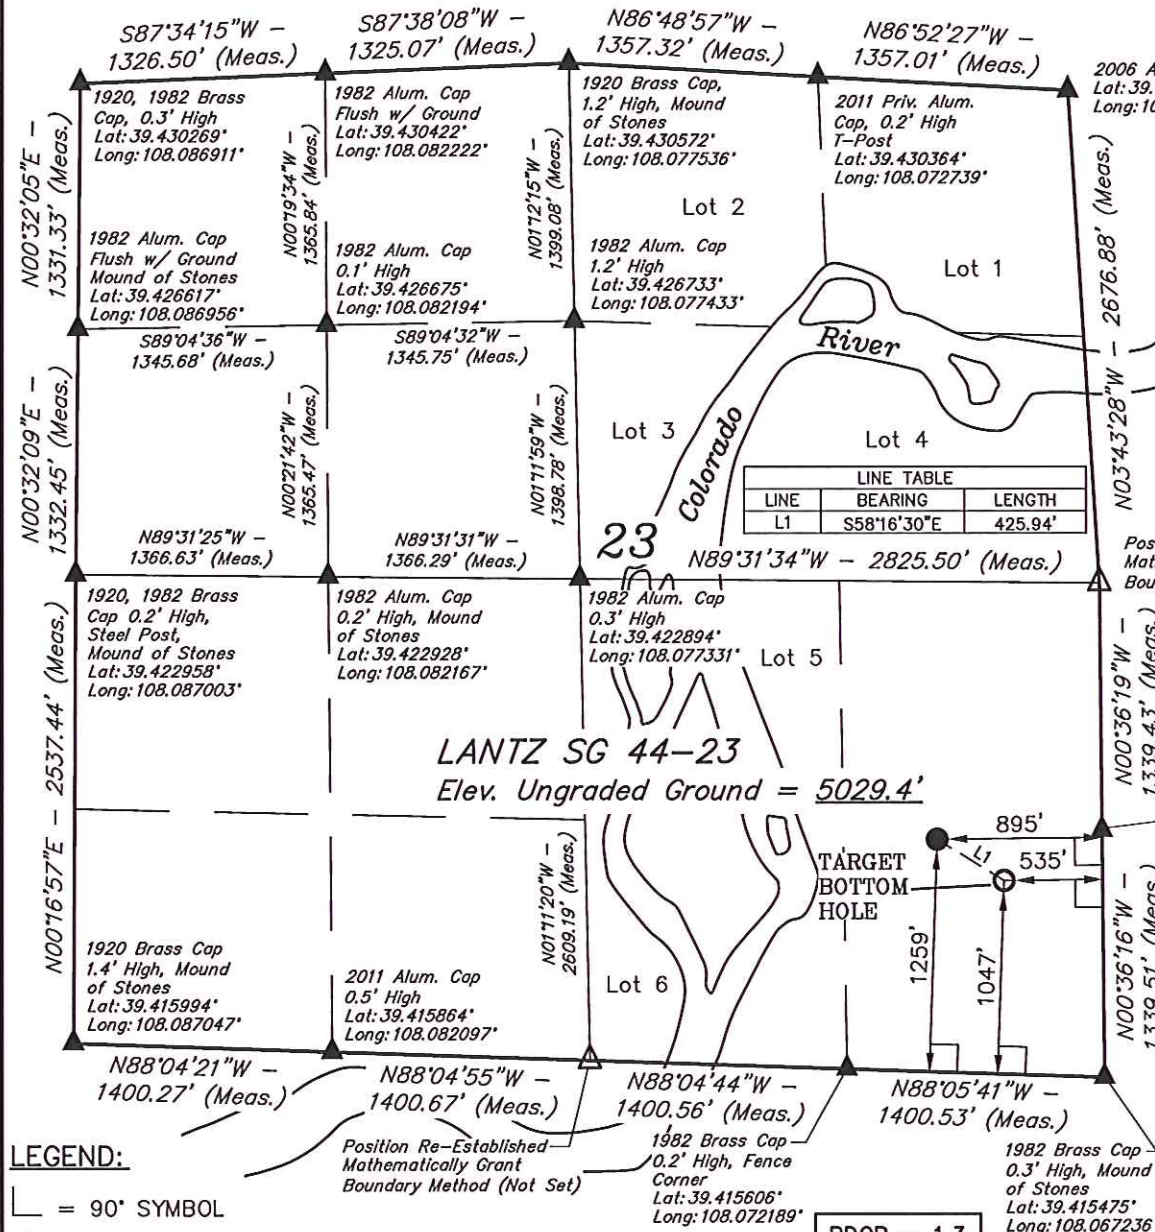 S87°34'15"W –
1326.50' (Meas.)
S87°38'08"W –
1325.07' (Meas.)
N86°48'57"W –
1357.32' (Meas.)
N86°52'27"W –
1357.01' (Meas.)
1920, 1982 Brass
Cap, 0.3' High
Lat: 39.430269°
Long: 108.086911°
1982 Alum. Cap
Flush w/ Ground
Lat: 39.430422°
Long: 108.082222°
1920 Brass Cap,
1.2' High, Mound
of Stones
Lat: 39.430572°
Long: 108.077536°
2011 Priv. Alum.
Cap, 0.2' High
T-Post
Lat: 39.430364°
Long: 108.072739°
2006
Lat: 39.
N00°32'05"E –
1331.33' (Meas.)
N00°19'34"W –
1365.84' (Meas.)
N01°12'15"W –
1399.08' (Meas.)
N03°43'28"W – 2676.88' (Meas.)
Lot 2
Lot 1
1982 Alum. Cap
Flush w/ Ground
Mound of Stones
Lat: 39.426617°
Long: 108.086956°
1982 Alum. Cap
0.1' High
Lat: 39.426675°
Long: 108.082194°
1982 Alum. Cap
1.2' High
Lat: 39.426733°
Long: 108.077433°
S89°04'36"W –
1345.68' (Meas.)
S89°04'32"W –
1345.75' (Meas.)
Colorado
River
N00°32'09"E –
1332.45' (Meas.)
N00°21'42"W –
1365.47' (Meas.)
N01°11'59"W –
1398.78' (Meas.)
Lot 3
Lot 4
LINE TABLE
LINE BEARING LENGTH
L1 S58°16'30"E 425.94'
N89°31'25"W –
1366.63' (Meas.)
N89°31'31"W –
1366.29' (Meas.)
23
N89°31'34"W – 2825.50' (Meas.)
1920, 1982 Brass
Cap 0.2' High,
Steel Post,
Mound of Stones
Lat: 39.422958°
Long: 108.087003°
1982 Alum. Cap
0.2' High, Mound
of Stones
Lat: 39.422928°
Long: 108.082167°
1982 Alum. Cap
0.3' High
Lat: 39.422894°
Long: 108.077331°
Lot 5
N00°16'57"E – 2537.44' (Meas.)
N00°36'19"W –
1339.43' (Meas.)
LANTZ SG 44-23
Elev. Ungraded Ground = 5029.4'
895'
L1
535'
TARGET
BOTTOM
HOLE
1259'
1047'
N01°11'20"W –
2609.19' (Meas.)
N00°36'16"W –
1339.51' (Meas.)
1920 Brass Cap
1.4' High, Mound
of Stones
Lat: 39.415994°
Long: 108.087047°
2011 Alum. Cap
0.5' High
Lat: 39.415864°
Long: 108.082097°
Lot 6
N88°04'21"W –
1400.27' (Meas.)
N88°04'55"W –
1400.67' (Meas.)
N88°04'44"W –
1400.56' (Meas.)
N88°05'41"W –
1400.53' (Meas.)
Position Re-Established
Mathematically Grant
Boundary Method (Not Set)
1982 Brass Cap
0.2' High, Fence
Corner
Lat: 39.415606°
Long: 108.072189°
1982 Brass Cap
0.3' High, Mound
of Stones
Lat: 39.415475°
Long: 108.067236
LEGEND:
= 90° SYMBOL